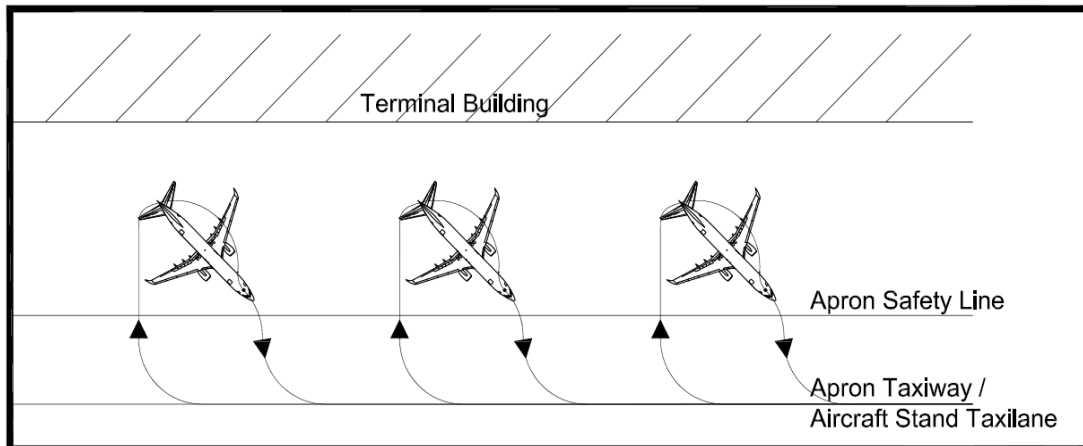 Terminal Building
Apron Safety Line
Apron Taxiway /
Aircraft Stand Taxilane